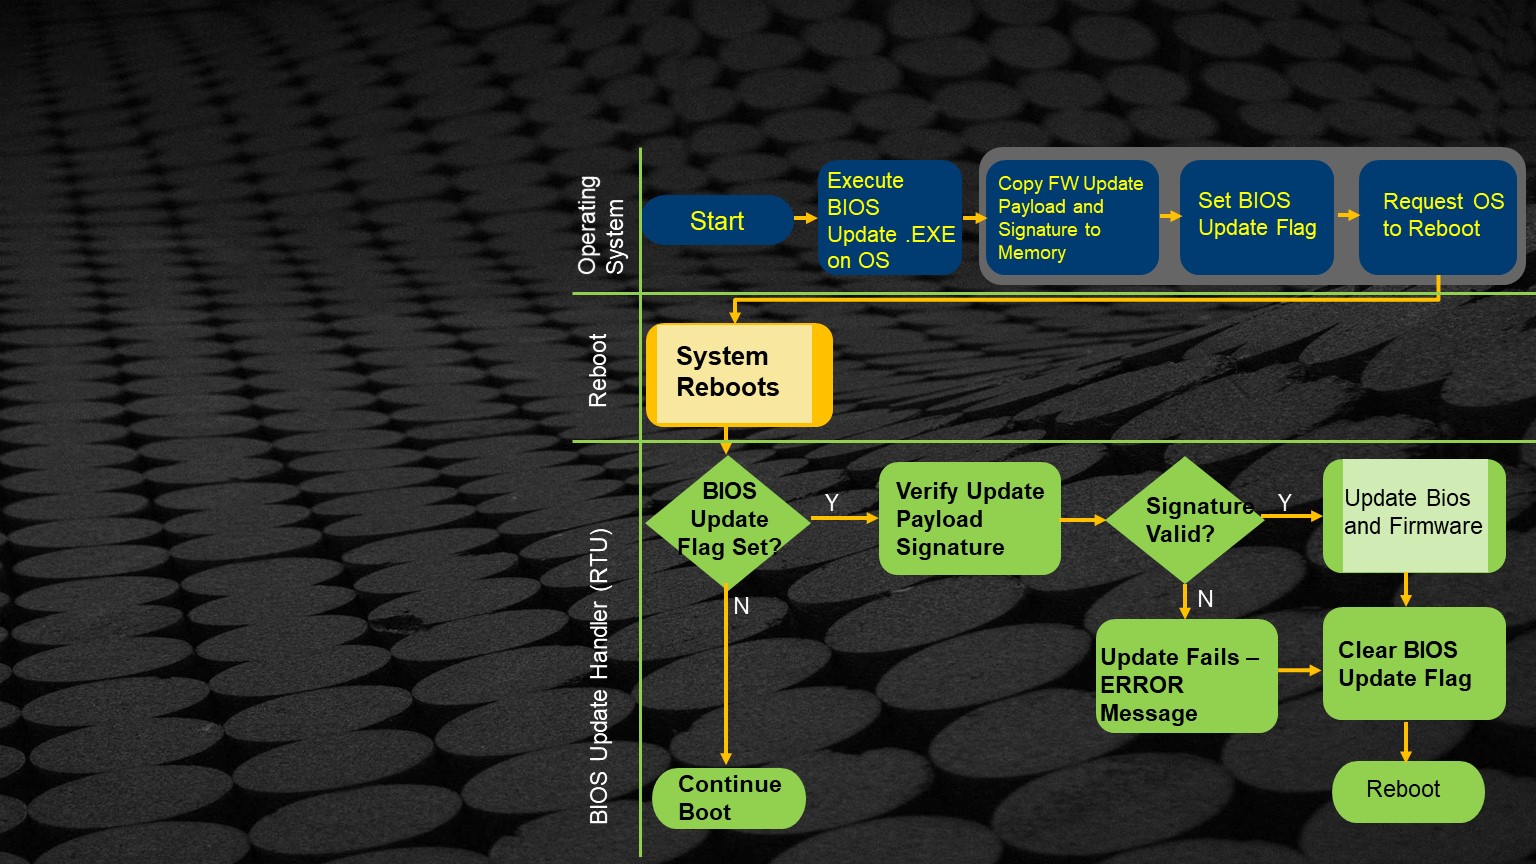 Operating
System
Start
Execute
BIOS
Update .EXE
on OS
Copy FW Update
Payload and
Signature to
Memory
Set BIOS
Update Flag
Request OS
to Reboot
Reboot
System
Reboots
BIOS Update Handler (RTU)
BIOS
Update
Flag Set?
Y
Verify Update
Payload
Signature
Signature
Valid?
Y
Update Bios
and Firmware
N
N
Update Fails –
ERROR
Message
Clear BIOS
Update Flag
Continue
Boot
Reboot